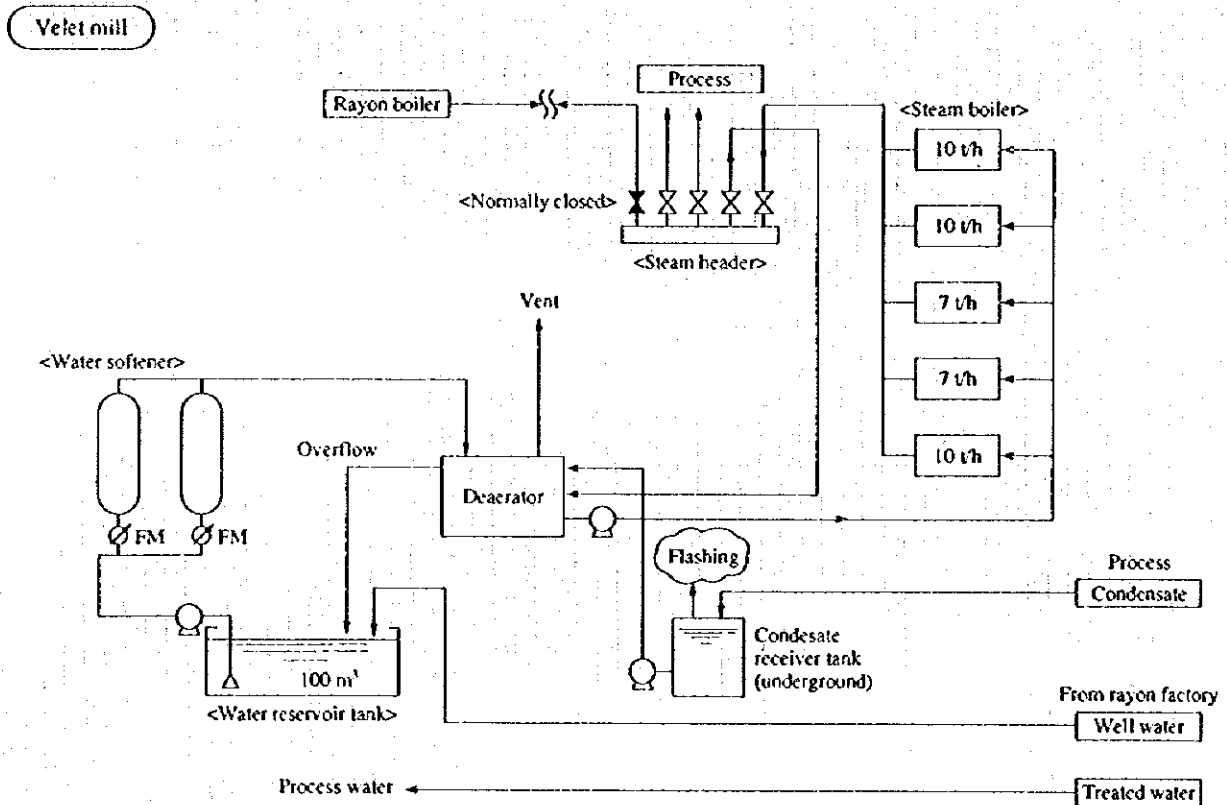 Velet mill
Process
Rayon boiler
<Steam boiler>
10 t/h
<Normally closed>
10 t/h
<Steam header>
Vent
7 t/h
<Water softener>
7 t/h
Overflow
10 t/h
Deaerator
FM
FM
Flashing
Process
Condensate
Condesate
receiver tank
(underground)
100 m³
<Water reservoir tank>
From rayon factory
Well water
Process water
Treated water